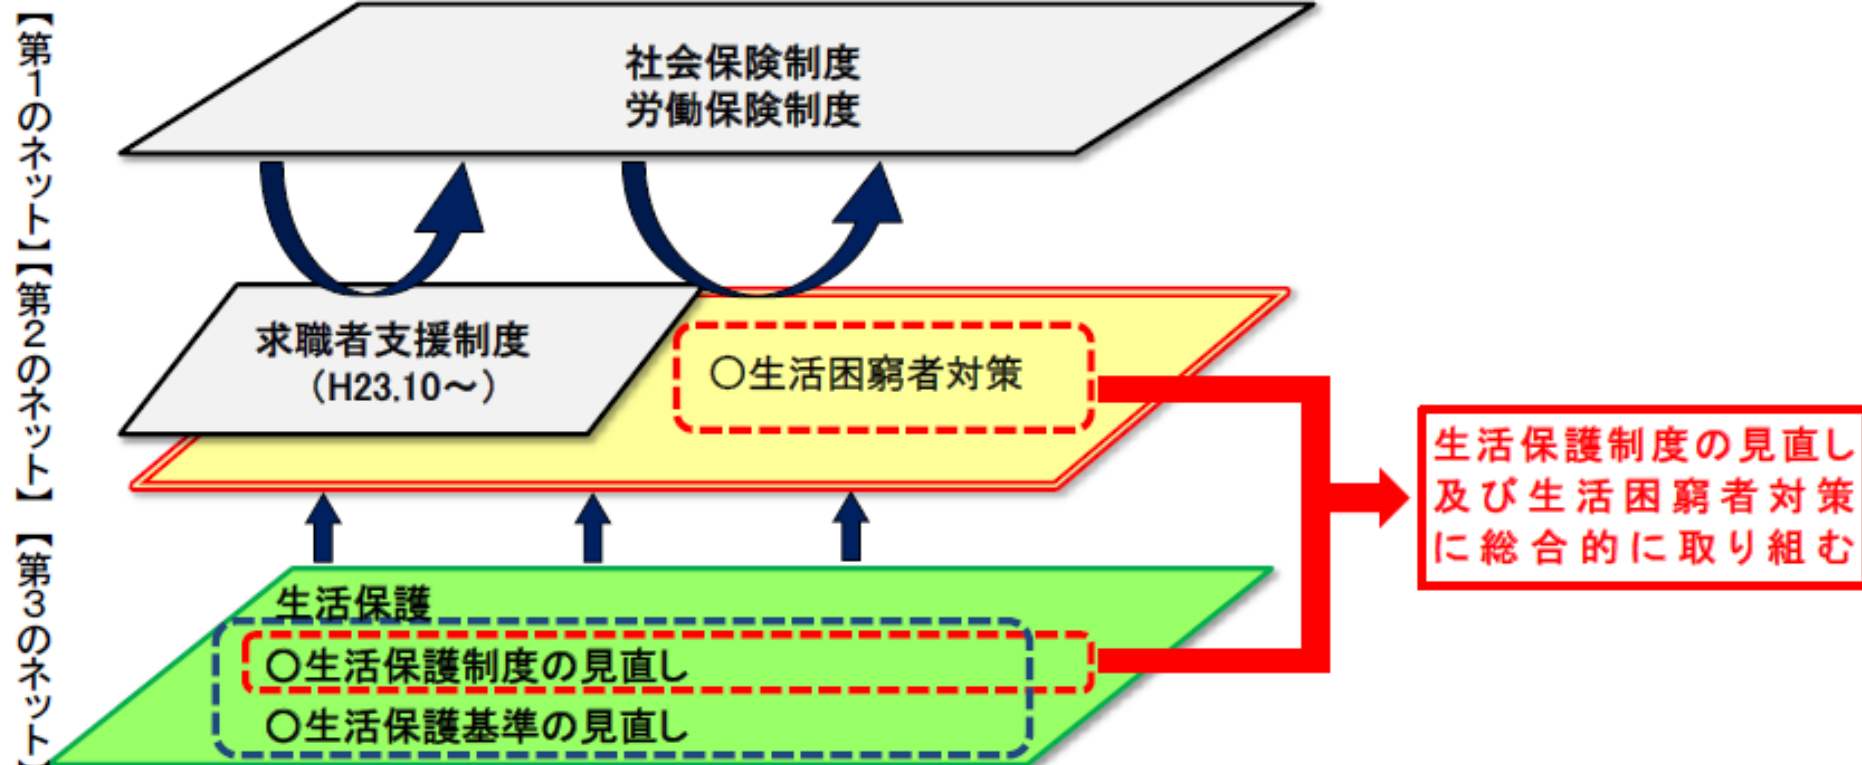 【第1のネット】
社会保険制度
労働保険制度
【第2のネット】
求職者支援制度
（H23.10～）
〇生活困窮者対策
【第3のネット】
生活保護
〇生活保護制度の見直し
〇生活保護基準の見直し
生活保護制度の見直し
及び生活困窮者対策
に総合的に取り組む